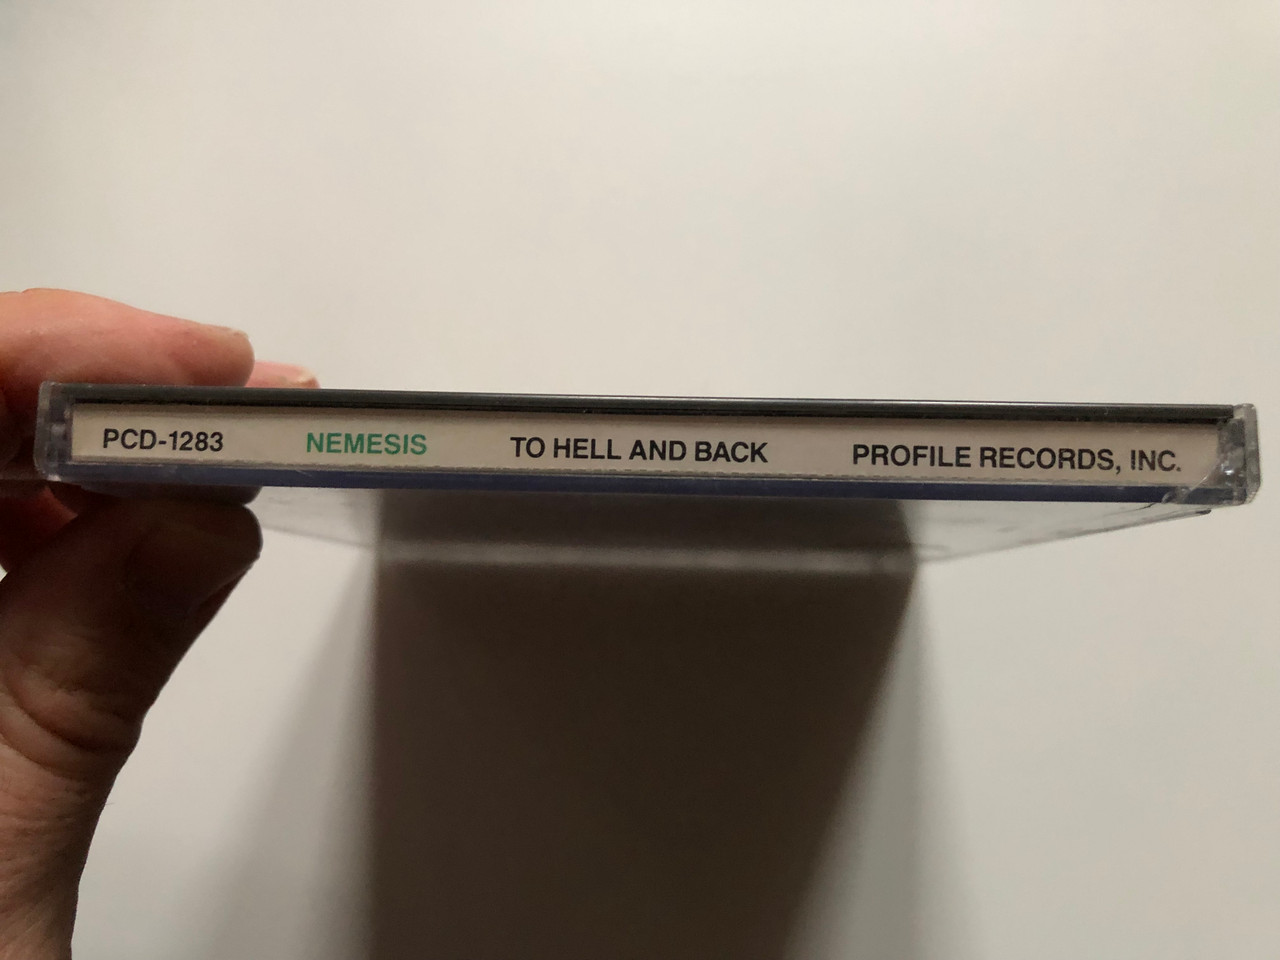 PCD-1283 NEMESIS TO HELL AND BACK PROFILE RECORDS, INC.